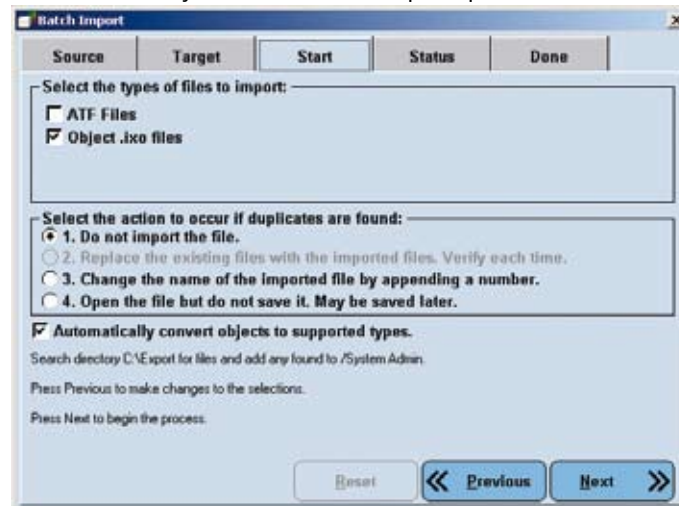 Batch Import
Source Target Start Status Done
Select the types of files to import:
ATF Files
Object .ixo files
Select the action to occur if duplicates are found:
1. Do not import the file.
2. Replace the existing files with the imported files. Verify each time.
3. Change the name of the imported file by appending a number.
4. Open the file but do not save it. May be saved later.
Automatically convert objects to supported types.
Search directory C:\Export for files and add any found to /System Admin.
Press Previous to make changes to the selections.
Press Next to begin the process.
Reset Previous Next